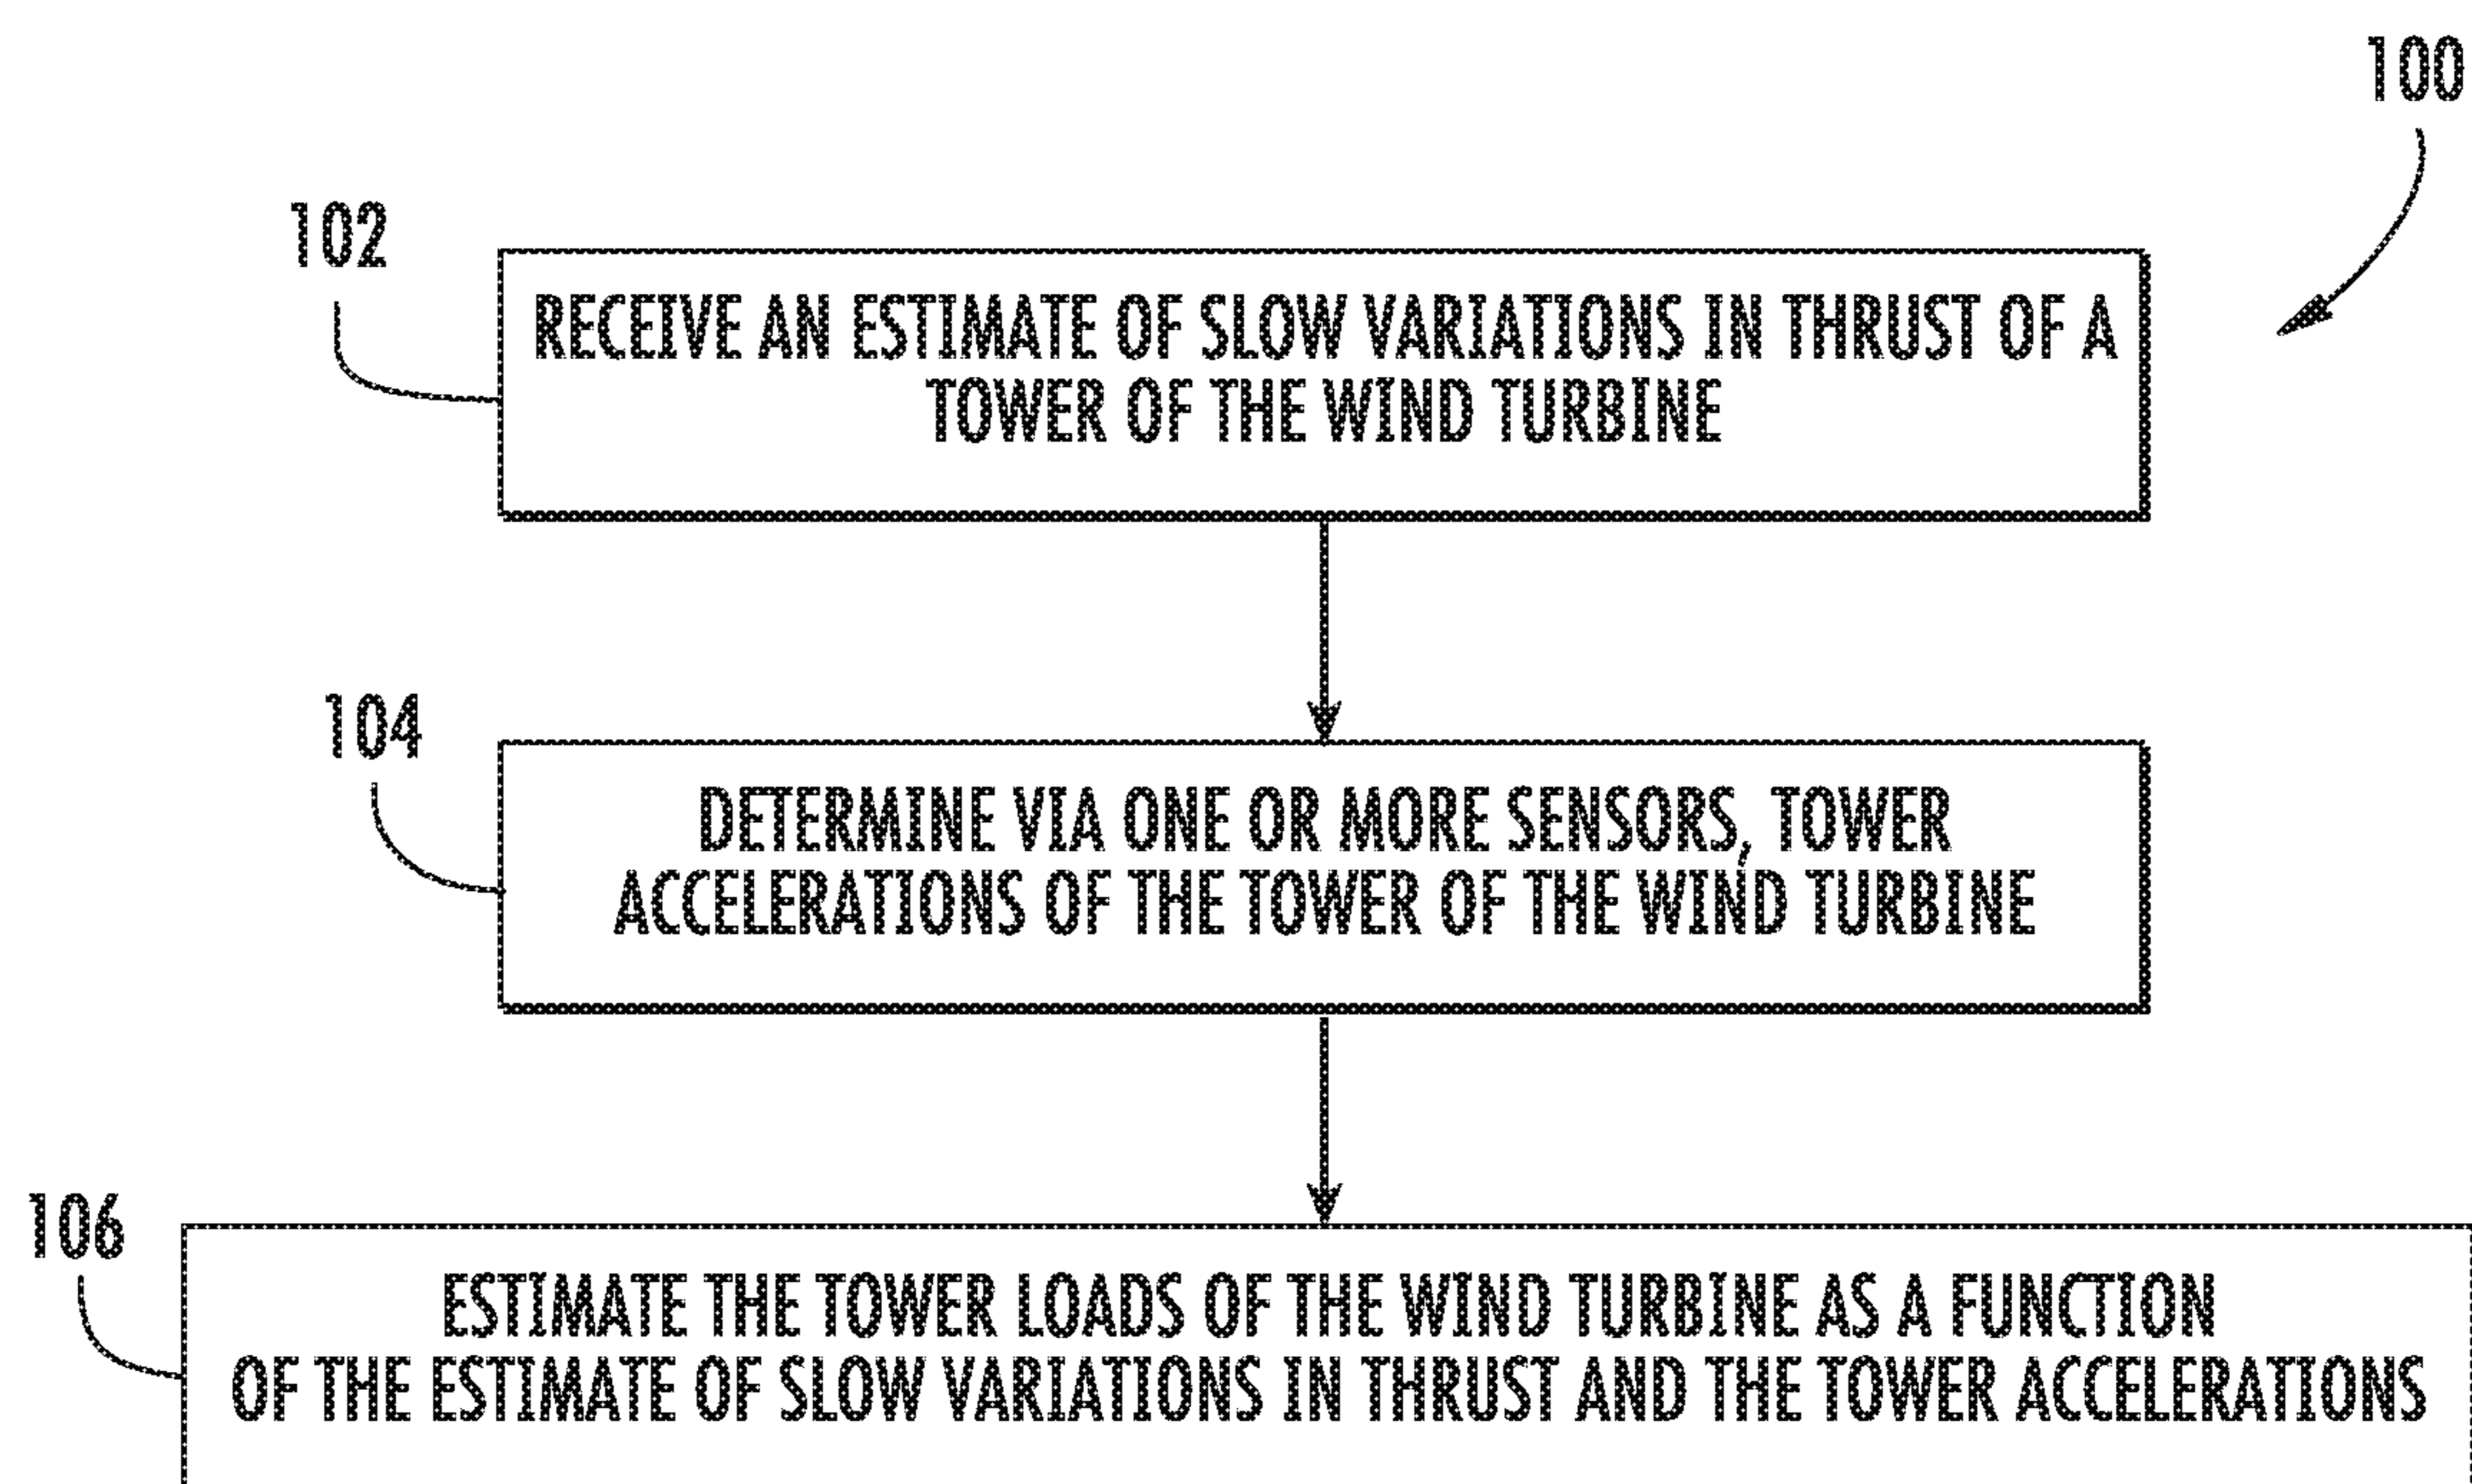 100
102
RECEIVE AN ESTIMATE OF SLOW VARIATIONS IN THRUST OF A
TOWER OF THE WIND TURBINE
104
DETERMINE VIA ONE OR MORE SENSORS, TOWER
ACCELERATIONS OF THE TOWER OF THE WIND TURBINE
106
ESTIMATE THE TOWER LOADS OF THE WIND TURBINE AS A FUNCTION
OF THE ESTIMATE OF SLOW VARIATIONS IN THRUST AND THE TOWER ACCELERATIONS